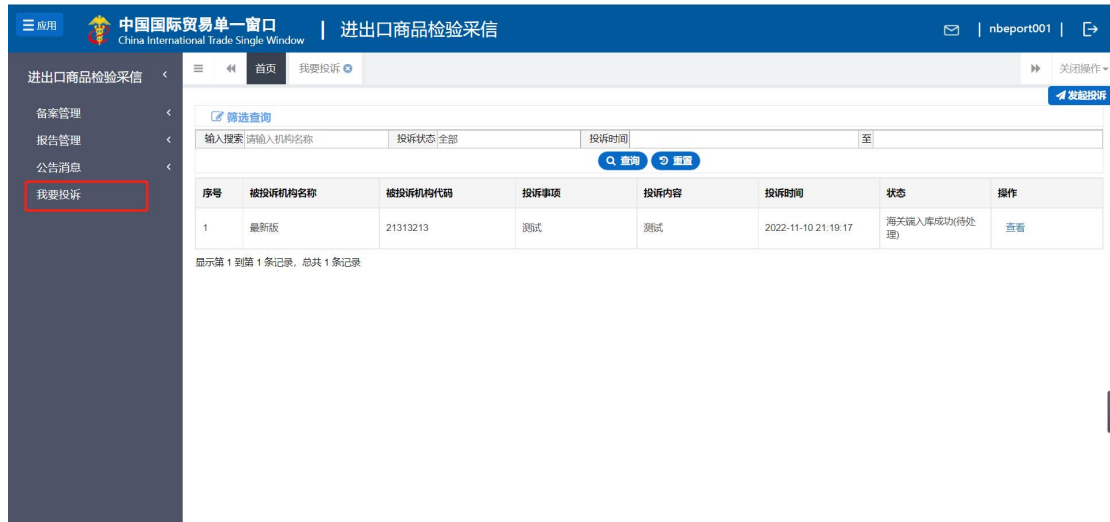 应用
中国国际贸易单一窗口
China International Trade Single Window
进出口商品检验采信
nbeport001
进出口商品检验采信
备案管理
报告管理
公告消息
我要投诉
首页 我要投诉 关闭操作
发起投诉
筛选查询
输入搜索 请输入机构名称 投诉状态 全部 投诉时间 至
查询 重置
序号 被投诉机构名称 被投诉机构代码 投诉事项 投诉内容 投诉时间 状态 操作
1 最新版 21313213 测试 测试 2022-11-10 21:19:17 海关端入库成功(待处
理) 查看
显示第 1 到第 1 条记录，总共 1 条记录